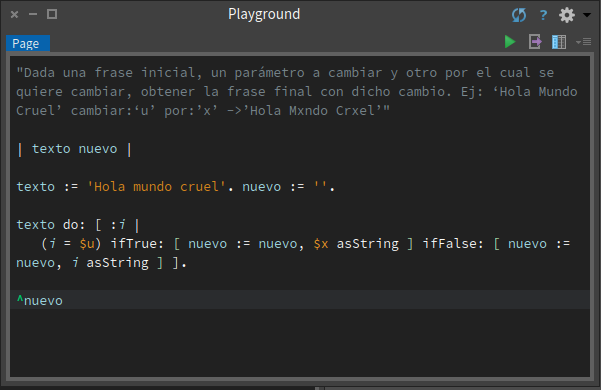 Playground
?
Page
"Dada una frase inicial, un parámetro a cambiar y otro por el cual se
quiere cambiar, obtener la frase final con dicho cambio. Ej: ‘Hola Mundo
Cruel’ cambiar:‘u’ por:’x’ ->’Hola Mxndo Crxel’"
| texto nuevo |
texto := 'Hola mundo cruel'. nuevo := ''.
texto do: [ :i |
(i = $u) ifTrue: [ nuevo := nuevo, $x asString ] ifFalse: [ nuevo :=
nuevo, i asString ] ].
^nuevo